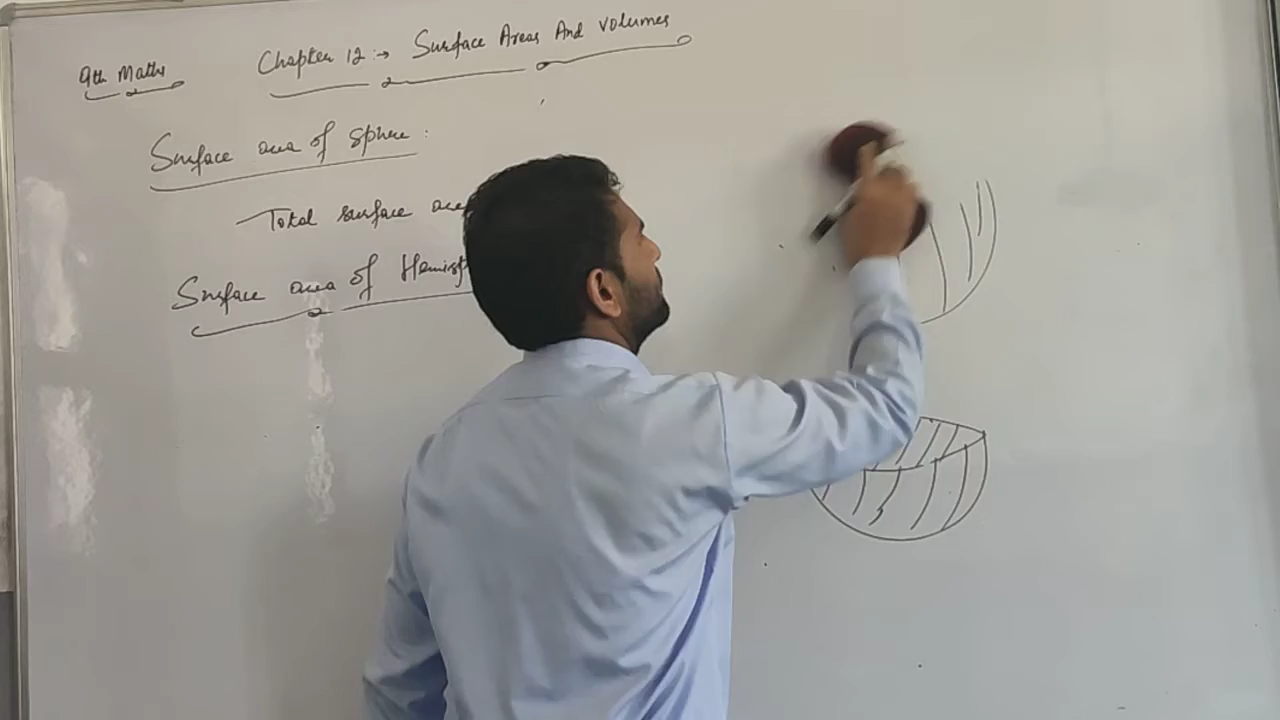 9th Maths
Chapter 12:→ Surface Areas And Volumes
Surface area of sphere:
Total surface
Surface area of